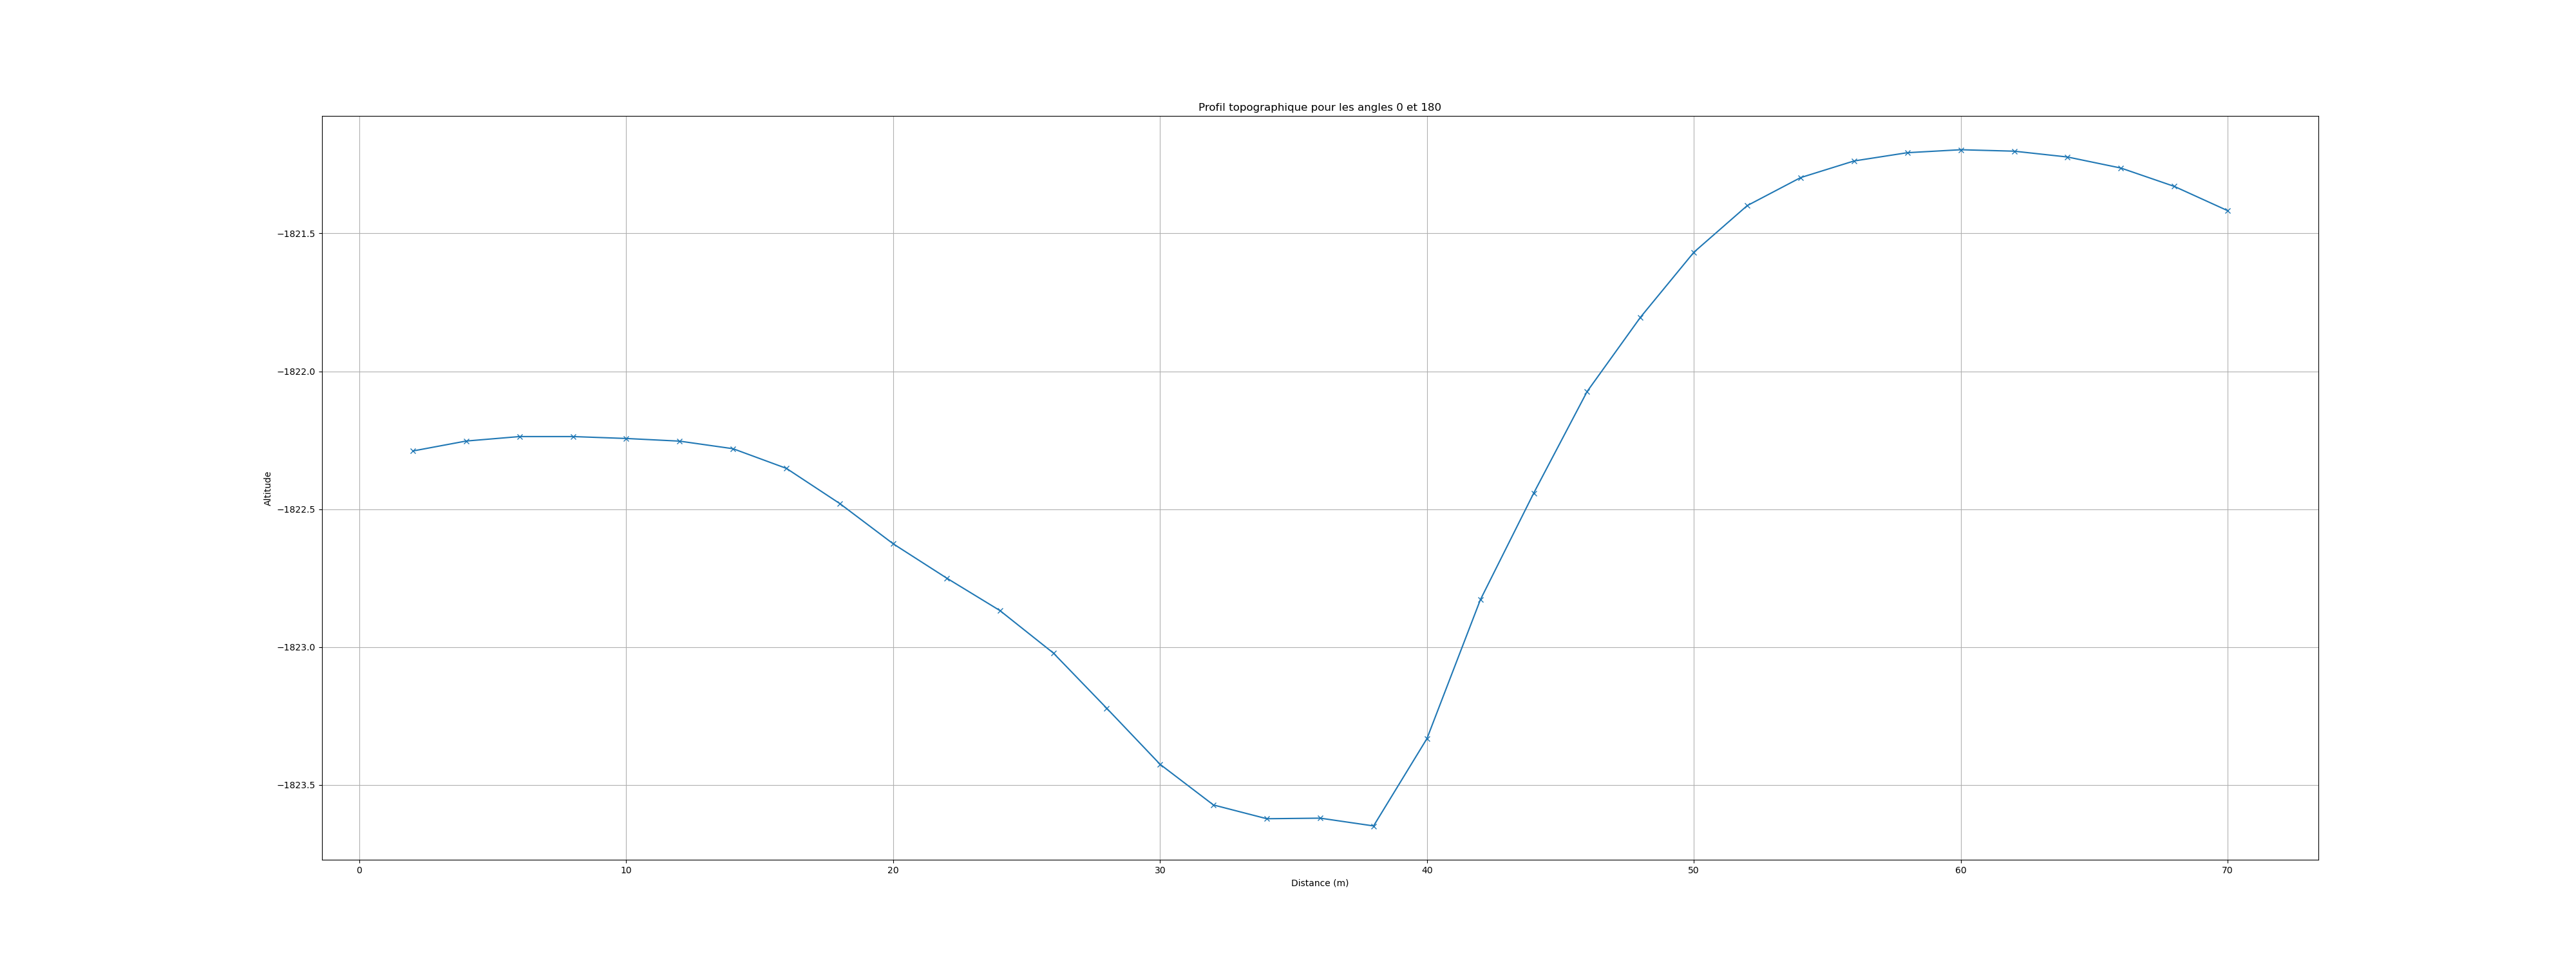 Profil topographique pour les angles 0 et 180
Altitude
−1821.5
−1822.0
−1822.5
−1823.0
−1823.5
0 10 20 30 40 50 60 70
Distance (m)